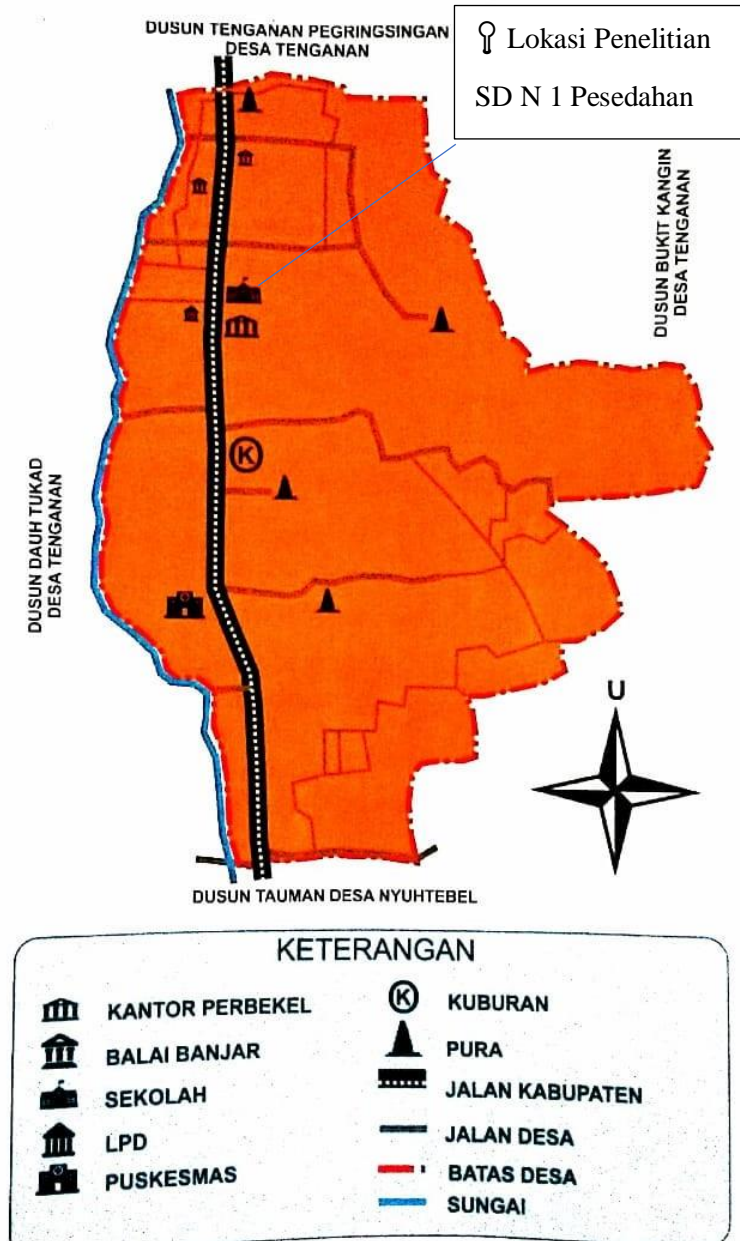 DUSUN TENGANAN PEGRINGSINGAN
DESA TENGANAN
Lokasi Penelitian
SD N 1 Pesedahan
DUSUN BUKIT KANGIN
DESA TENGANAN
K
DUSUN DAUH TUKAD
DESA TENGANAN
U
DUSUN TAUMAN DESA NYUHTEBEL
KETERANGAN
KANTOR PERBEKEL
BALAI BANJAR
SEKOLAH
LPD
PUSKESMAS
K KUBURAN
PURA
JALAN KABUPATEN
JALAN DESA
BATAS DESA
SUNGAI